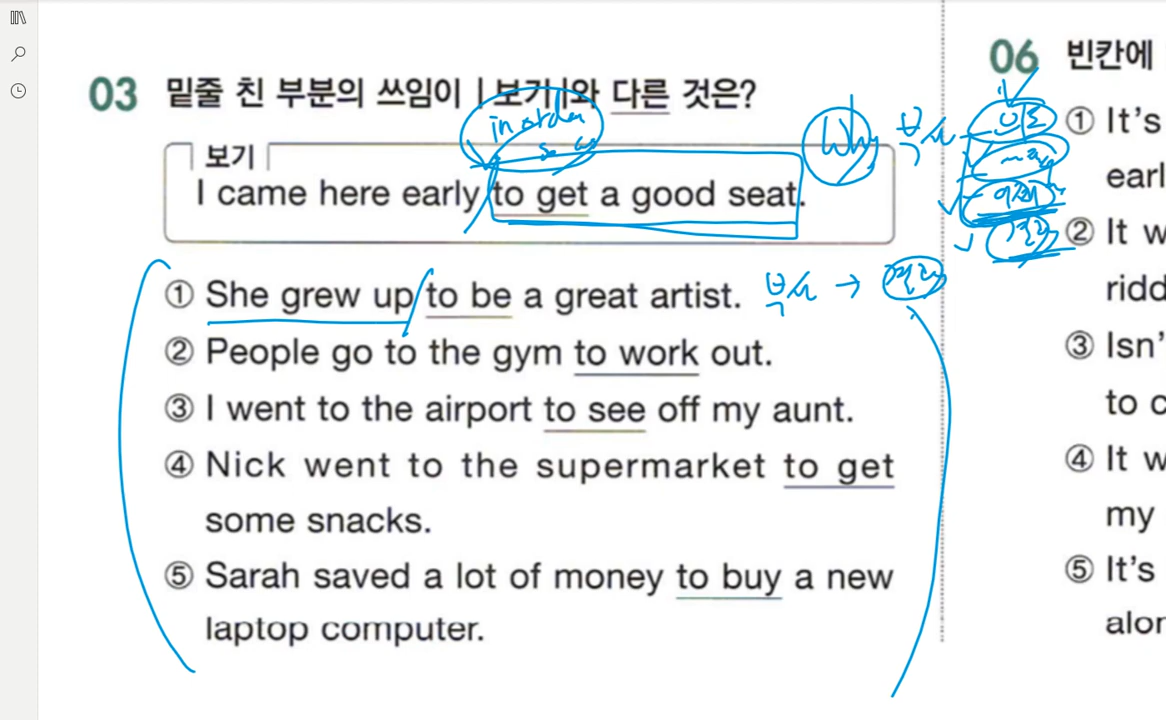 03 밑줄 친 부분의 쓰임이 |보기|와 다른 것은?
in order
so as
보기
Why
부사
I came here early to get a good seat.
① She grew up to be a great artist. 부사 → 결과
② People go to the gym to work out.
③ I went to the airport to see off my aunt.
④ Nick went to the supermarket to get
some snacks.
⑤ Sarah saved a lot of money to buy a new
laptop computer.
06 빈칸에
① It's
earl
② It w
ridd
③ Isn'
to c
④ It w
my
⑤ It's
alor